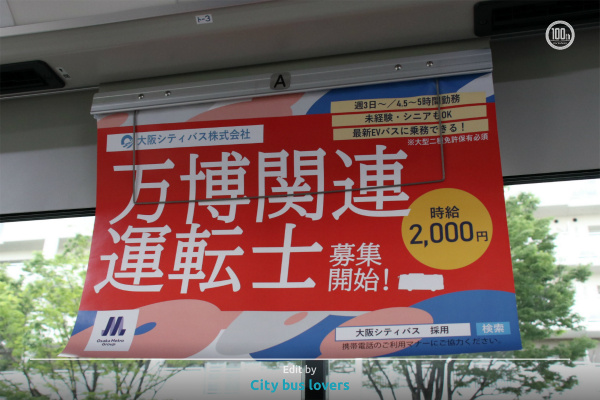 T-3
100th
A
週3日～／4.5～5時間勤務
未経験・シニアもOK
最新EVバスに乗務できる！
※大型二種免許保有必須
大阪シティバス株式会社
万博関連
運転士
募集
開始！
時給
2,000円
Osaka Metro
Group
大阪シティバス 採用 検索
携帯電話のご利用マナーにご協力ください。
Edit by
City bus lovers